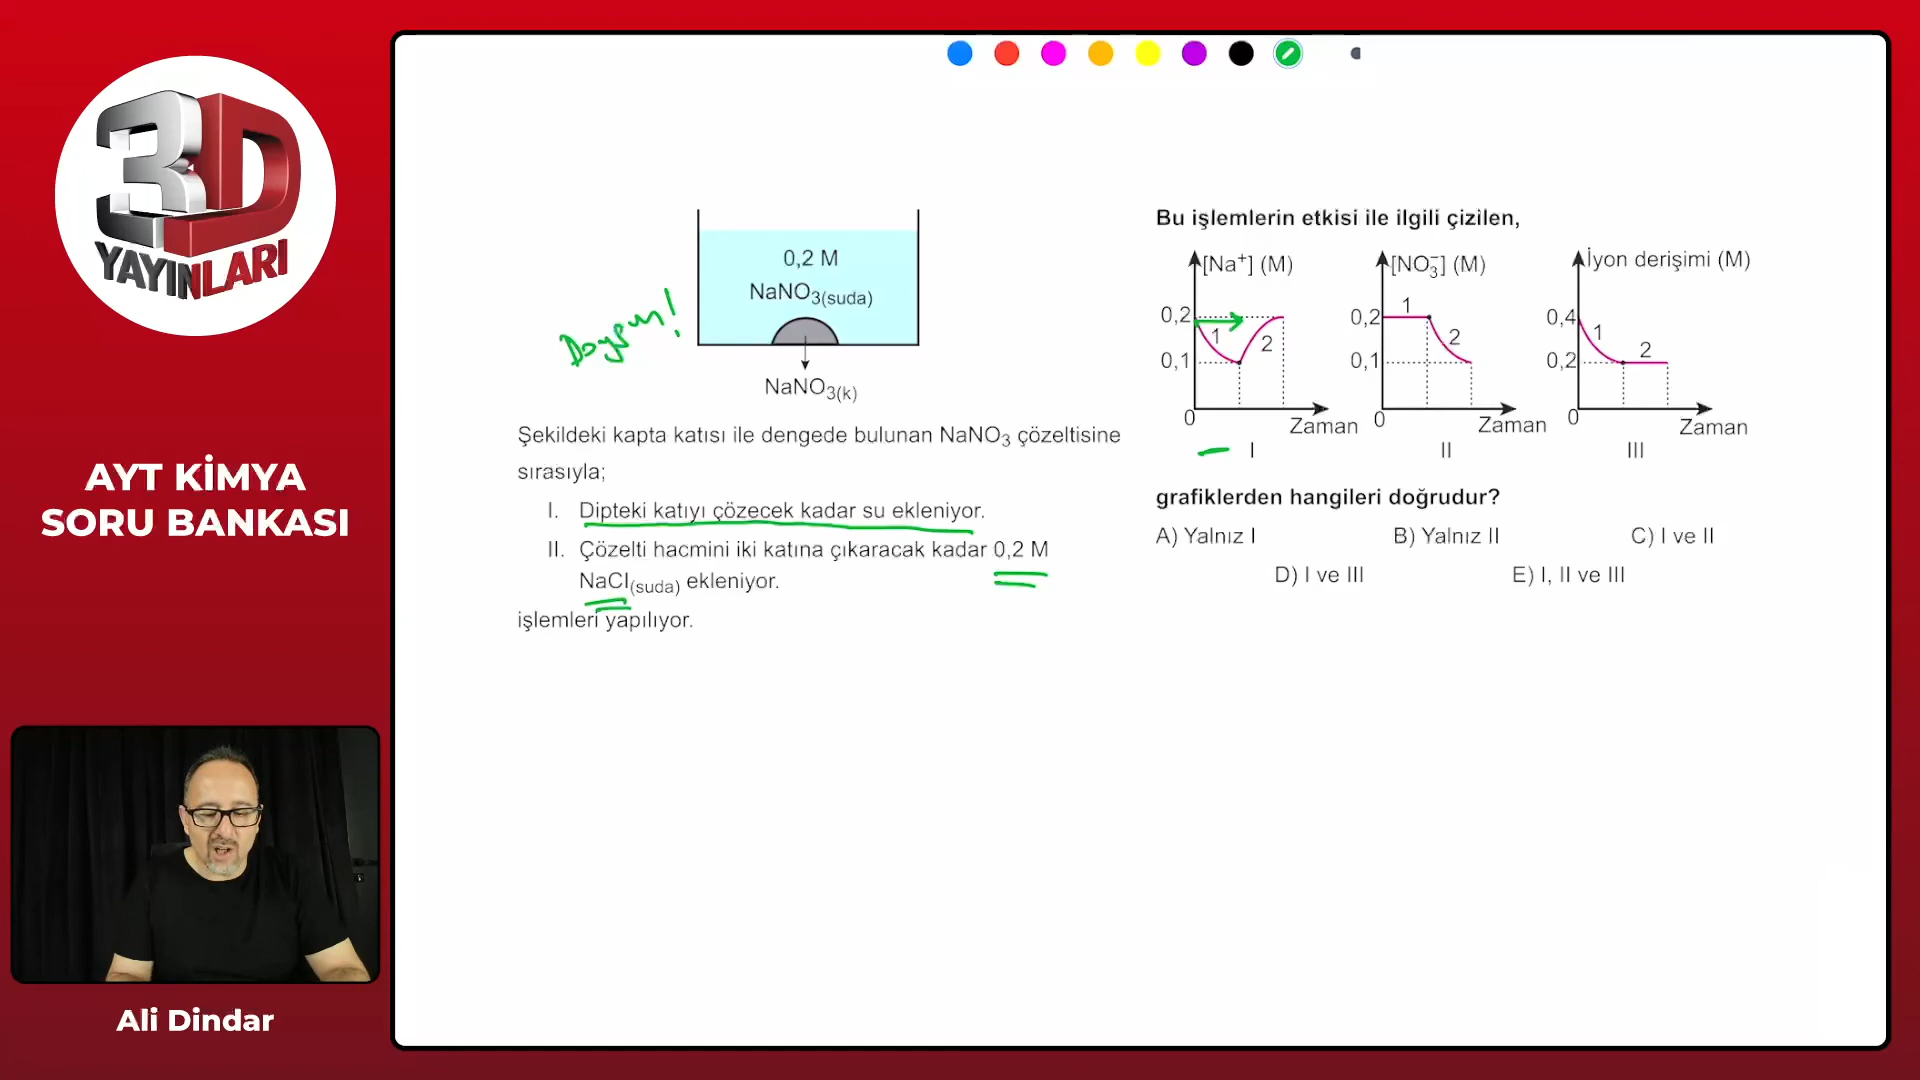 3D
YAYINLARI
AYT KİMYA
SORU BANKASI
Ali Dindar
0,2 M
NaNO₃(suda)
Doygun!
NaNO₃(k)
Şekildeki kapta katısı ile dengede bulunan NaNO₃ çözeltisine
sırasıyla;
I. Dipteki katıyı çözecek kadar su ekleniyor.
II. Çözelti hacmini iki katına çıkaracak kadar 0,2 M
NaCl(suda) ekleniyor.
işlemleri yapılıyor.
Bu işlemlerin etkisi ile ilgili çizilen,
[Na⁺] (M)
0,2
0,1
0
1
2
Zaman
I
[NO₃⁻] (M)
0,2
0,1
0
1
2
Zaman
II
İyon derişimi (M)
0,4
0,2
0
1
2
Zaman
III
grafiklerden hangileri doğrudur?
A) Yalnız I B) Yalnız II C) I ve II
D) I ve III E) I, II ve III